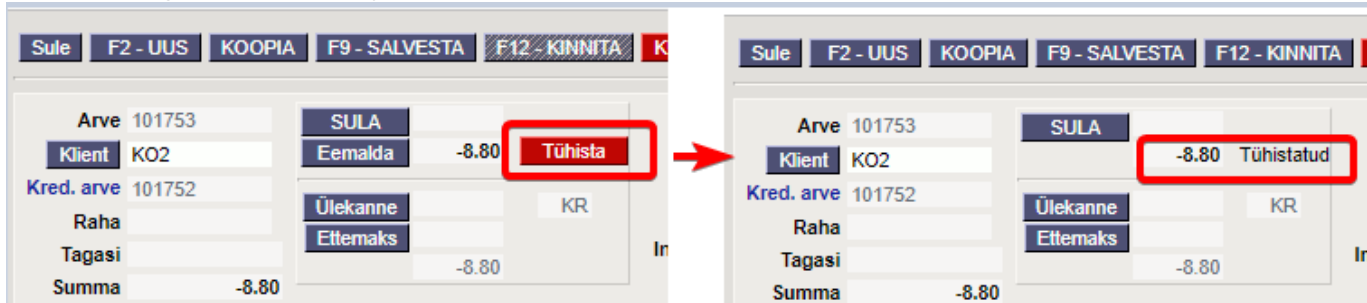 Sule F2 - UUS KOOPIA F9 - SALVESTA F12 - KINNITA K
Arve 101753 SULA
Klient KO2 Eemalda -8.80 Tühista
Kred. arve 101752 Ülekanne KR
Raha Ettemaks
Tagasi -8.80 In
Summa -8.80
Sule F2 - UUS KOOPIA F9 - SALVESTA F12 - KINNITA
Arve 101753 SULA
Klient KO2 -8.80 Tühistatud
Kred. arve 101752 Ülekanne KR
Raha Ettemaks
Tagasi -8.80 In
Summa -8.80